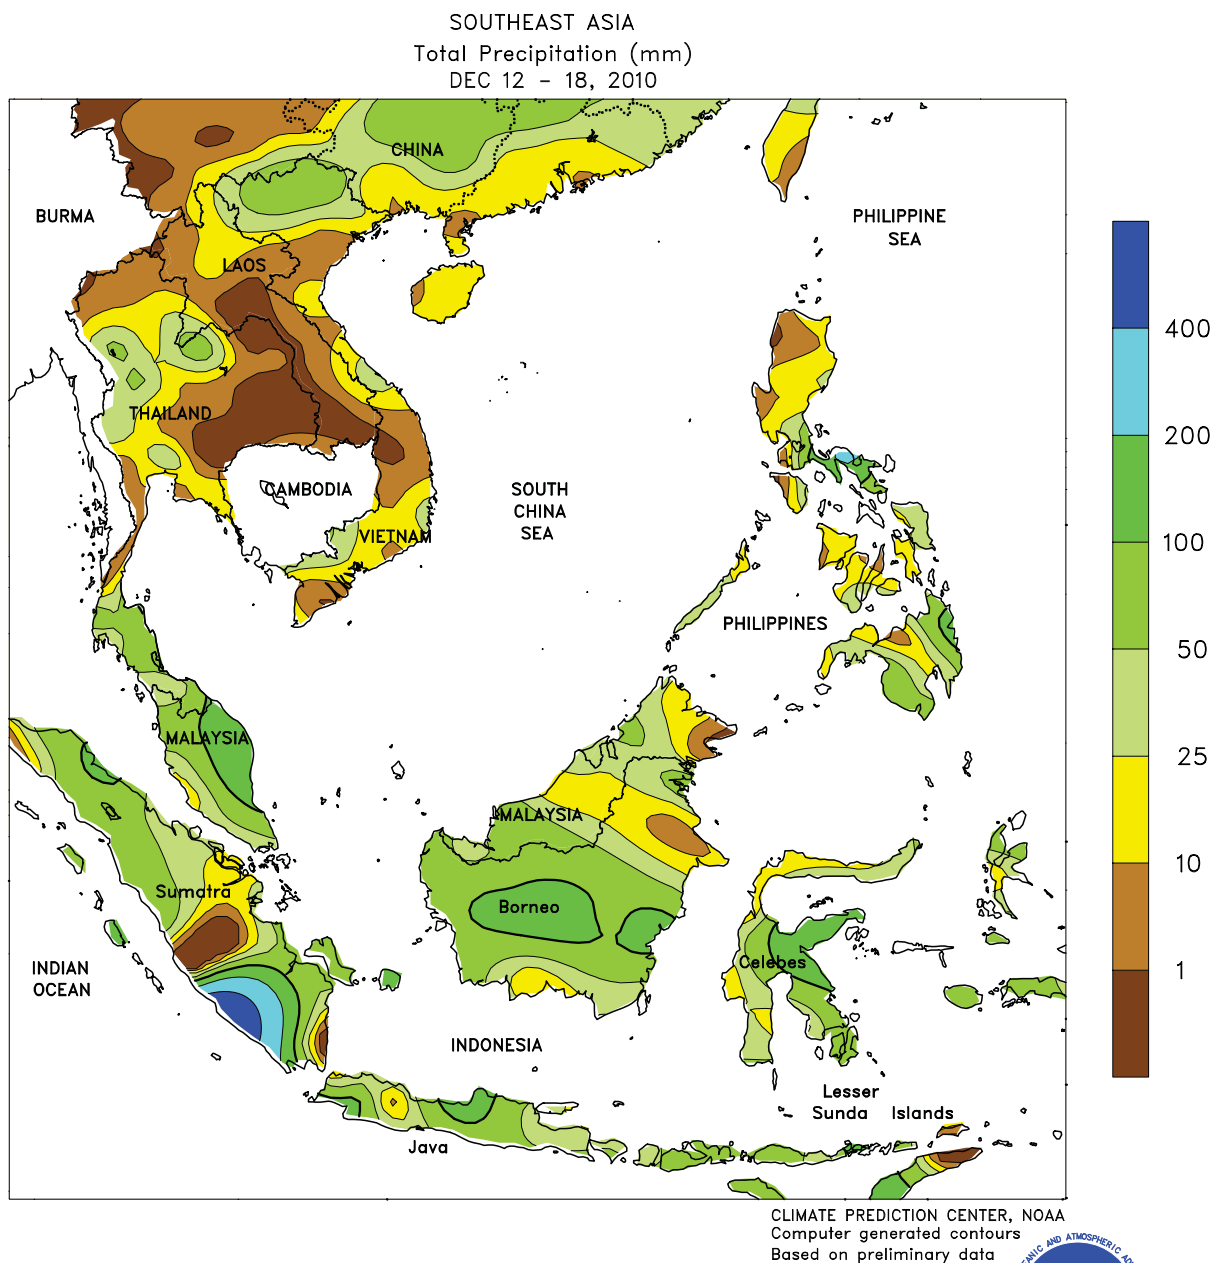 SOUTHEAST ASIA
Total Precipitation (mm)
DEC 12 - 18, 2010
CHINA
BURMA
PHILIPPINE
SEA
LAOS
400
THAILAND
200
CAMBODIA
SOUTH
CHINA
SEA
VIETNAM
100
PHILIPPINES
50
MALAYSIA
25
MALAYSIA
10
Sumatra
Borneo
Celebes
1
INDIAN
OCEAN
INDONESIA
Lesser
Sunda Islands
Java
CLIMATE PREDICTION CENTER, NOAA
Computer generated contours
Based on preliminary data
AND ATMOSPHERIC